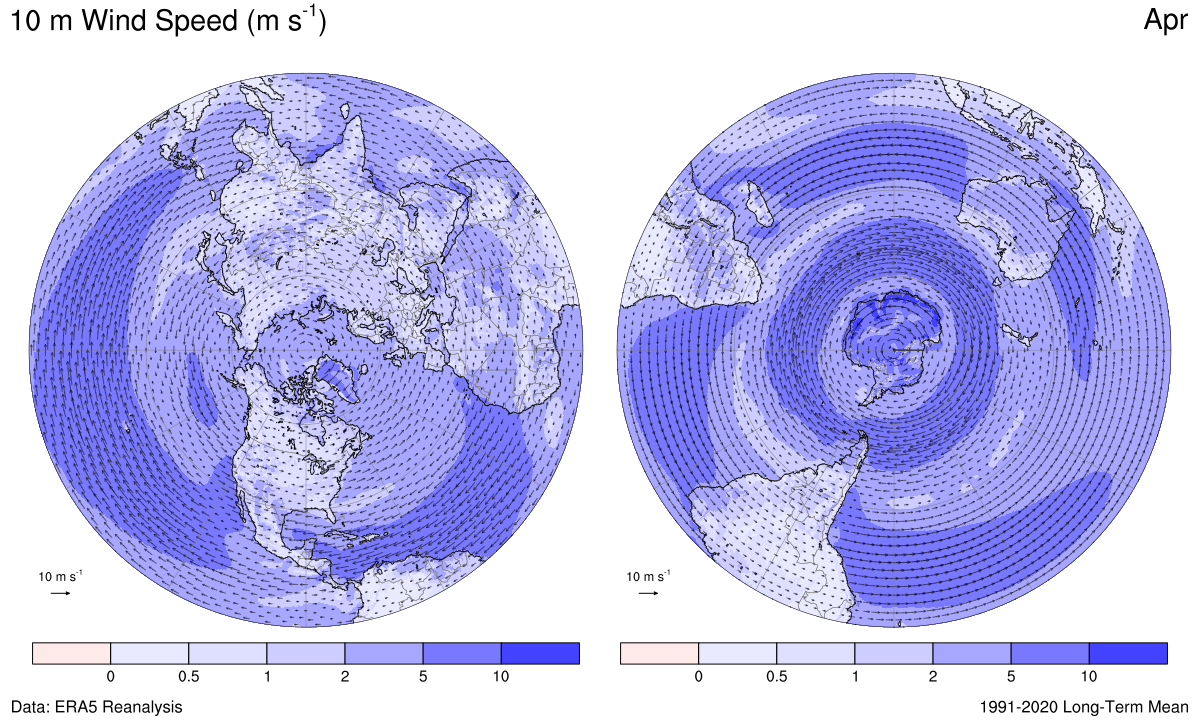 10 m Wind Speed (m s⁻¹)
Apr
10 m s⁻¹
10 m s⁻¹
0 0.5 1 2 5 10
0 0.5 1 2 5 10
Data: ERA5 Reanalysis
1991-2020 Long-Term Mean